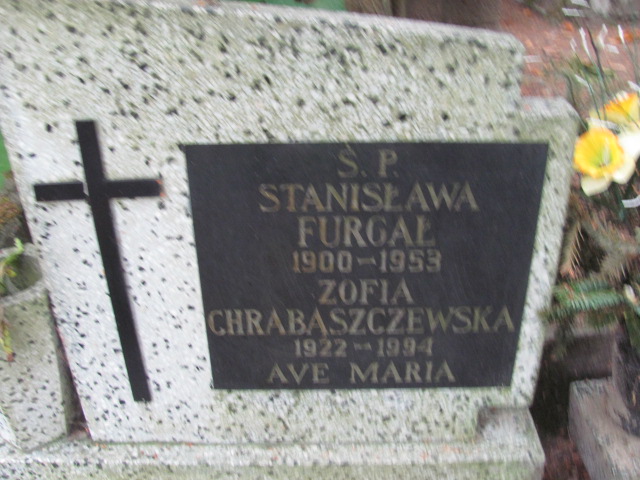 Ś. P.
STANISŁAWA
FURGAŁ
1900 - 1953
ZOFIA
CHRABĄSZCZEWSKA
1922 - 1994
AVE MARIA